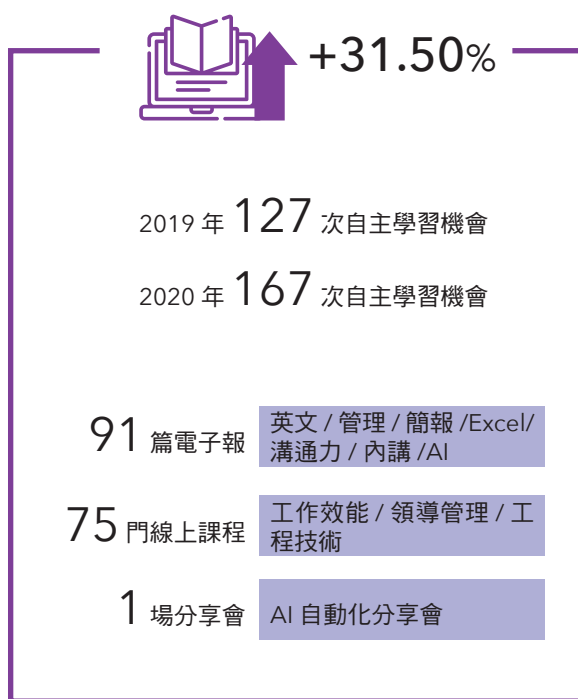 +31.50%
2019 年 127 次自主學習機會
2020 年 167 次自主學習機會
91 篇電子報
英文 / 管理 / 簡報 /Excel/
溝通力 / 內講 /AI
75 門線上課程
工作效能 / 領導管理 / 工
程技術
1 場分享會
AI 自動化分享會